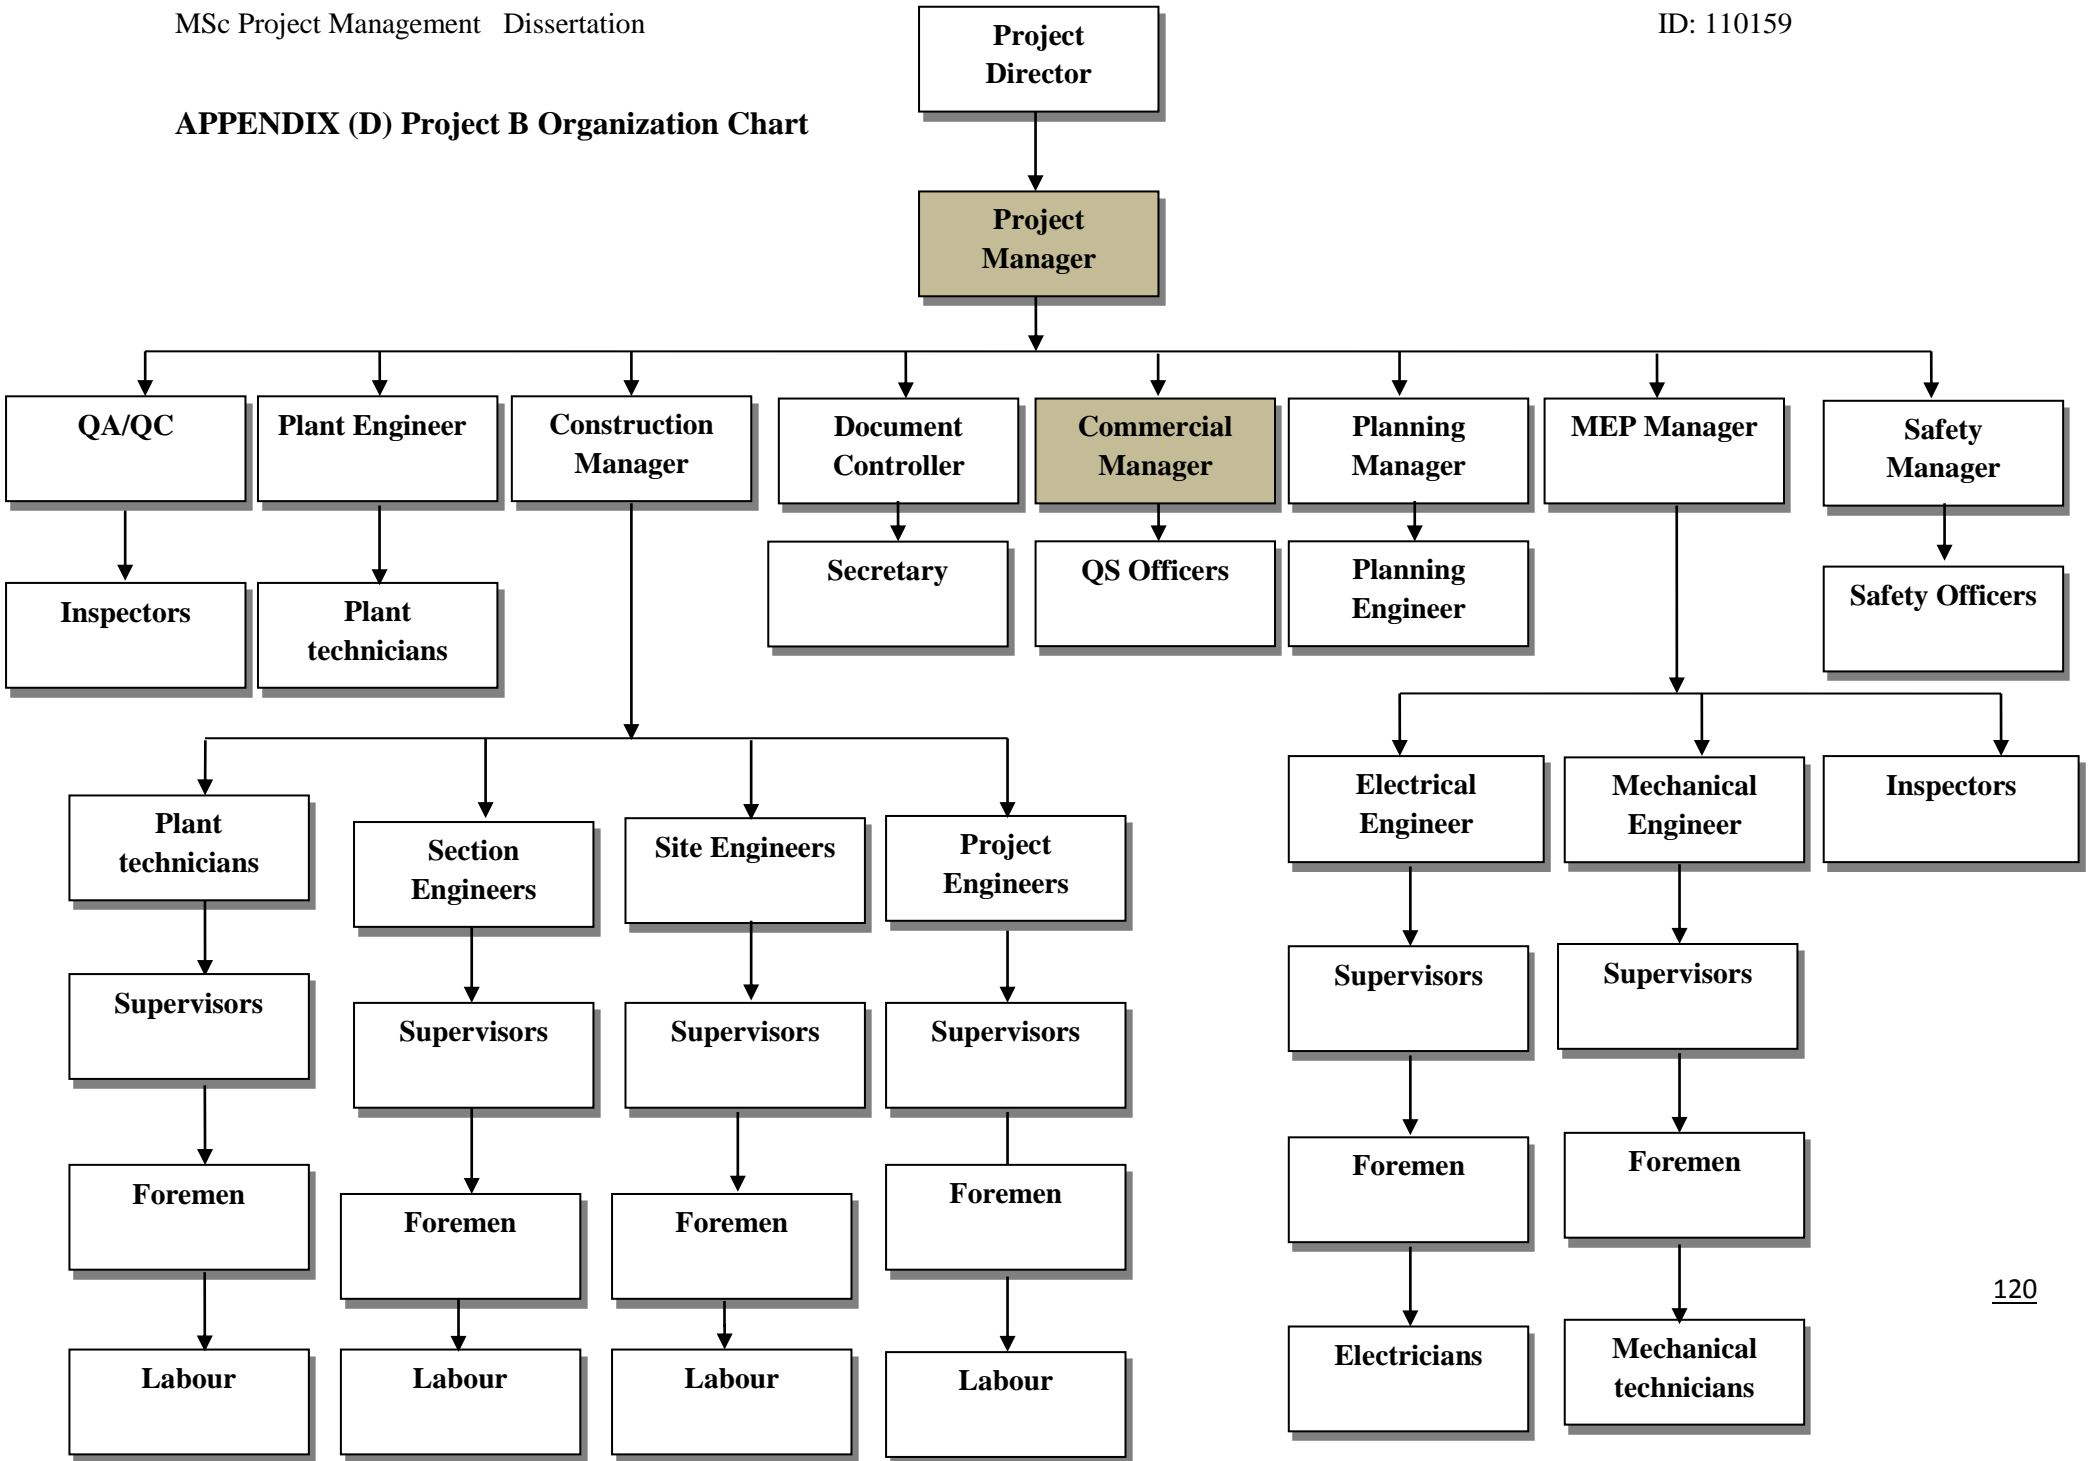 MSc Project Management   Dissertation
ID: 110159
APPENDIX (D) Project B Organization Chart
Project
Director
Project
Manager
QA/QC
Plant Engineer
Construction
Manager
Document
Controller
Commercial
Manager
Planning
Manager
MEP Manager
Safety
Manager
Inspectors
Plant
technicians
Secretary
QS Officers
Planning
Engineer
Safety Officers
Plant
technicians
Section
Engineers
Site Engineers
Project
Engineers
Electrical
Engineer
Mechanical
Engineer
Inspectors
Supervisors
Supervisors
Supervisors
Supervisors
Supervisors
Supervisors
Foremen
Foremen
Foremen
Foremen
Foremen
Foremen
Labour
Labour
Labour
Labour
Electricians
Mechanical
technicians
120